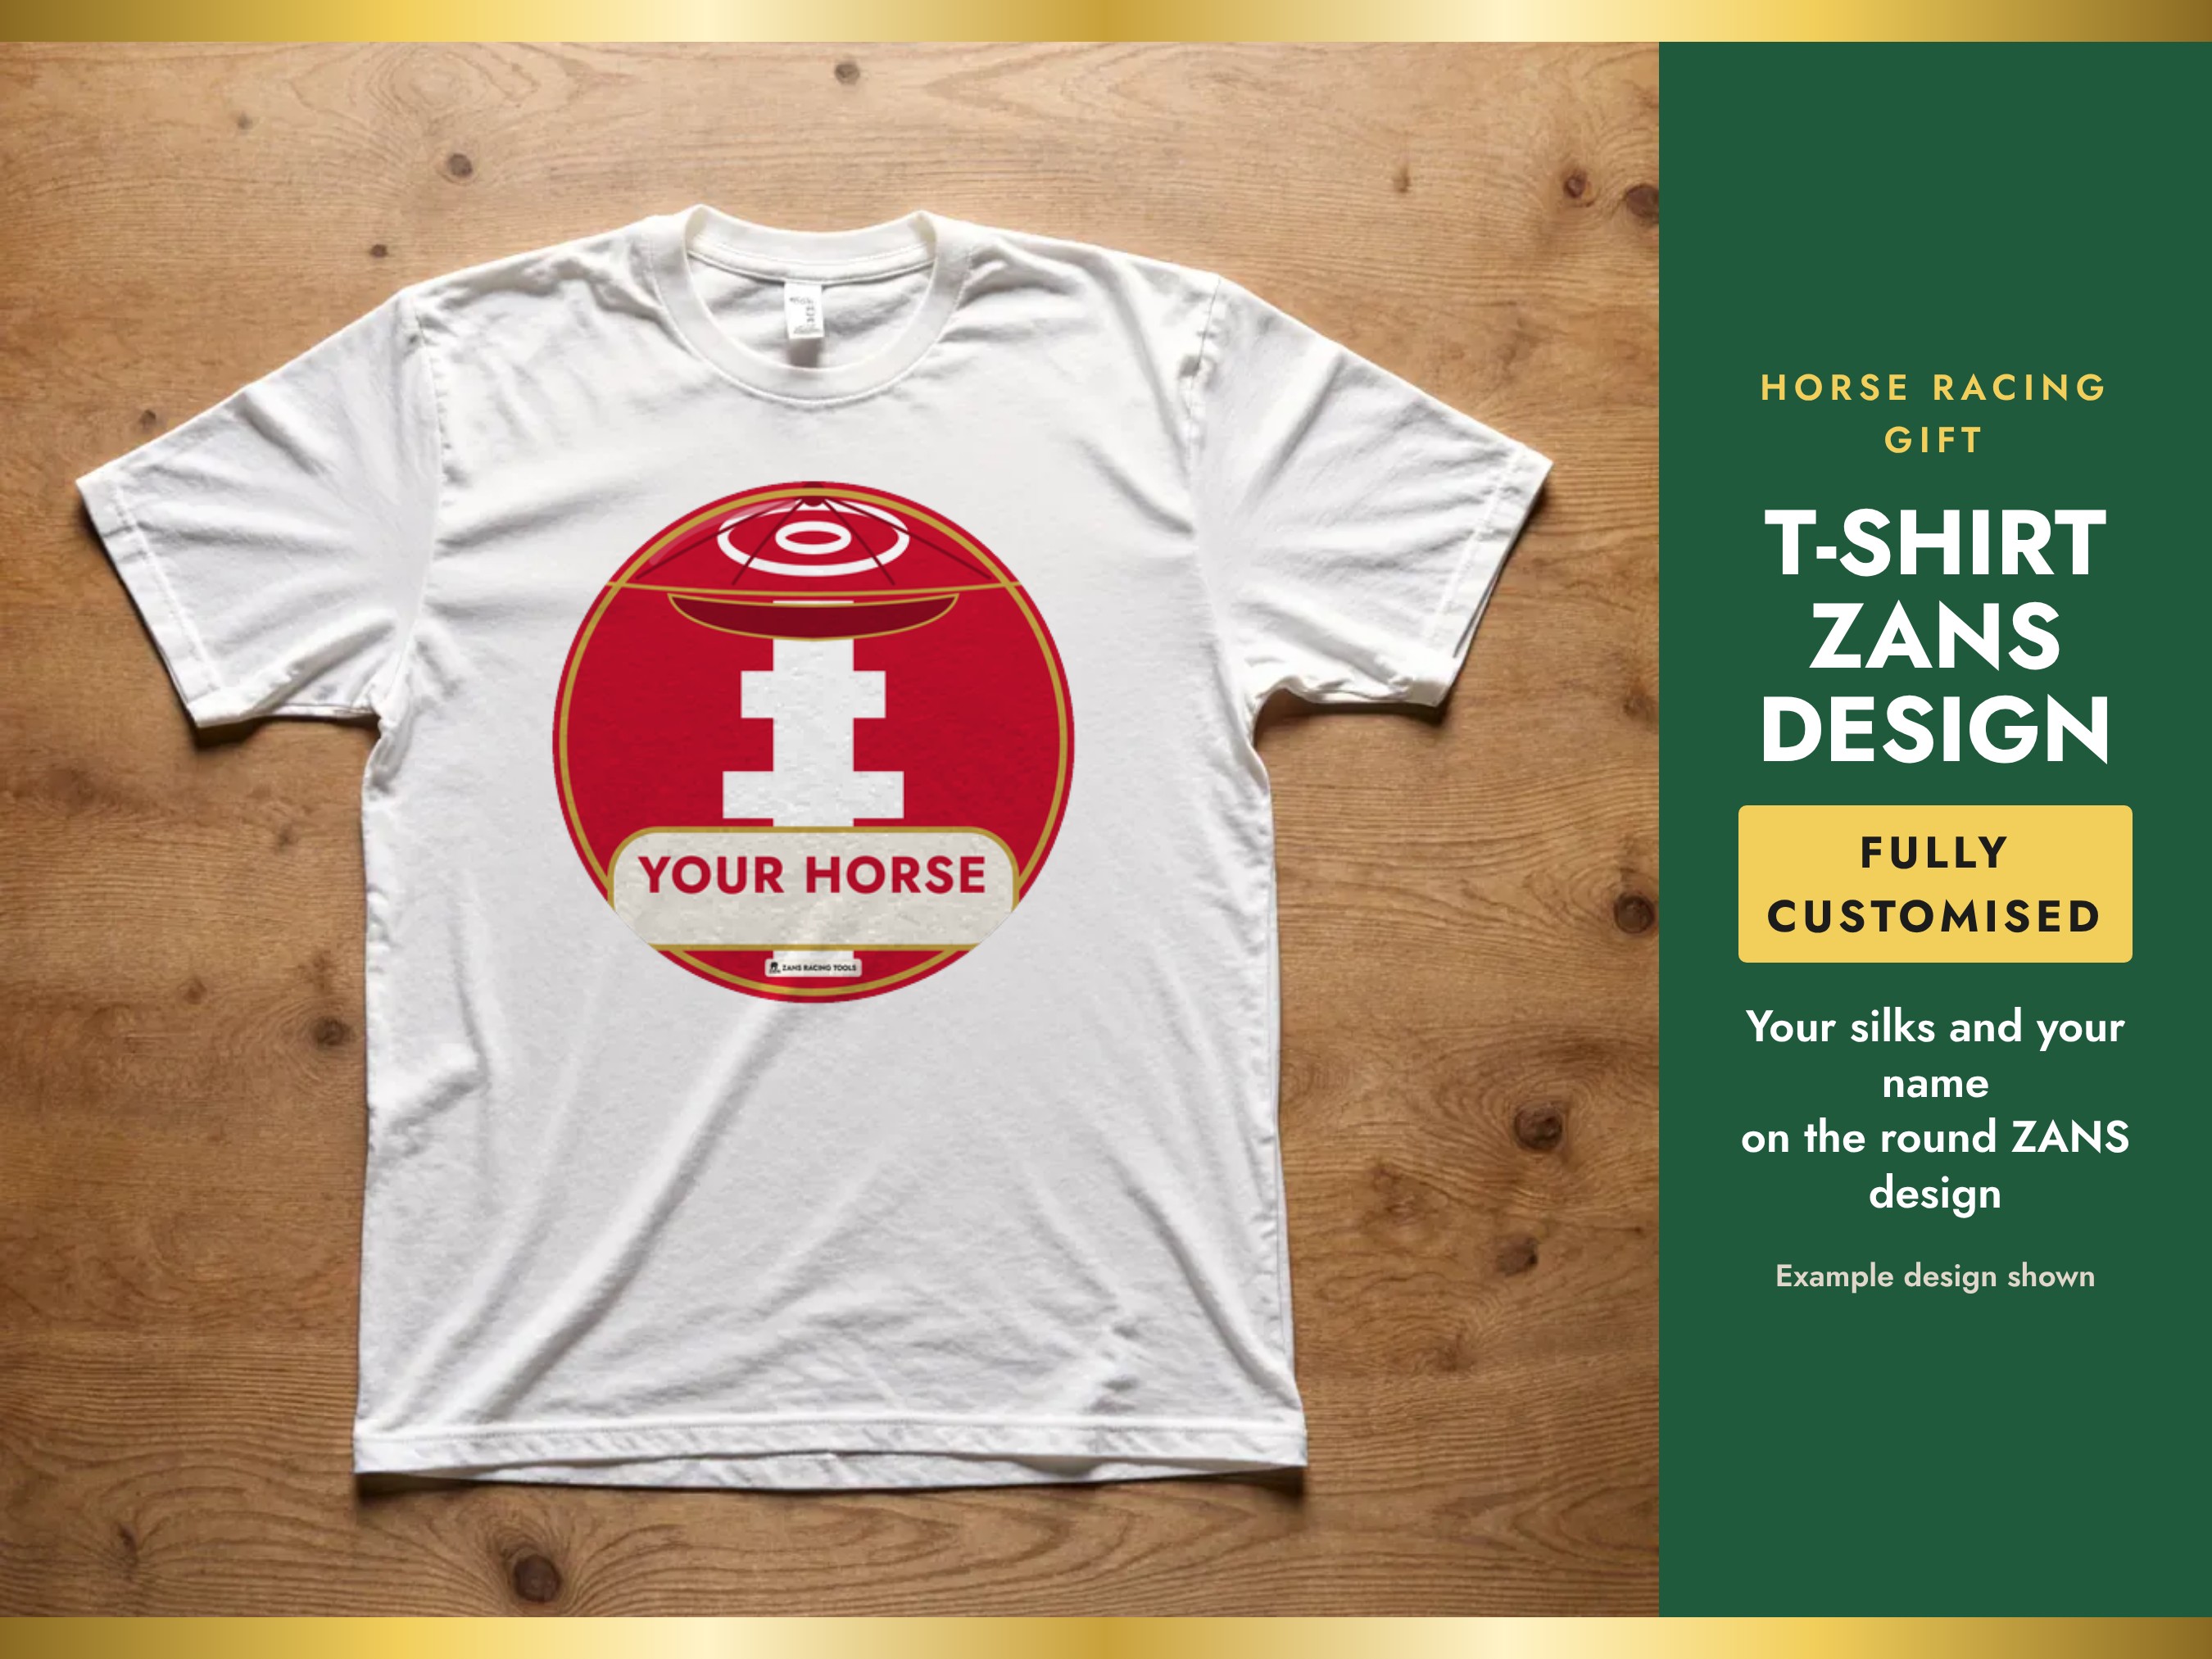 HORSE RACING
GIFT
T-SHIRT
ZANS
DESIGN
FULLY
CUSTOMISED
Your silks and your
name
on the round ZANS
design
Example design shown
YOUR HORSE
ZANS RACING TOOLS